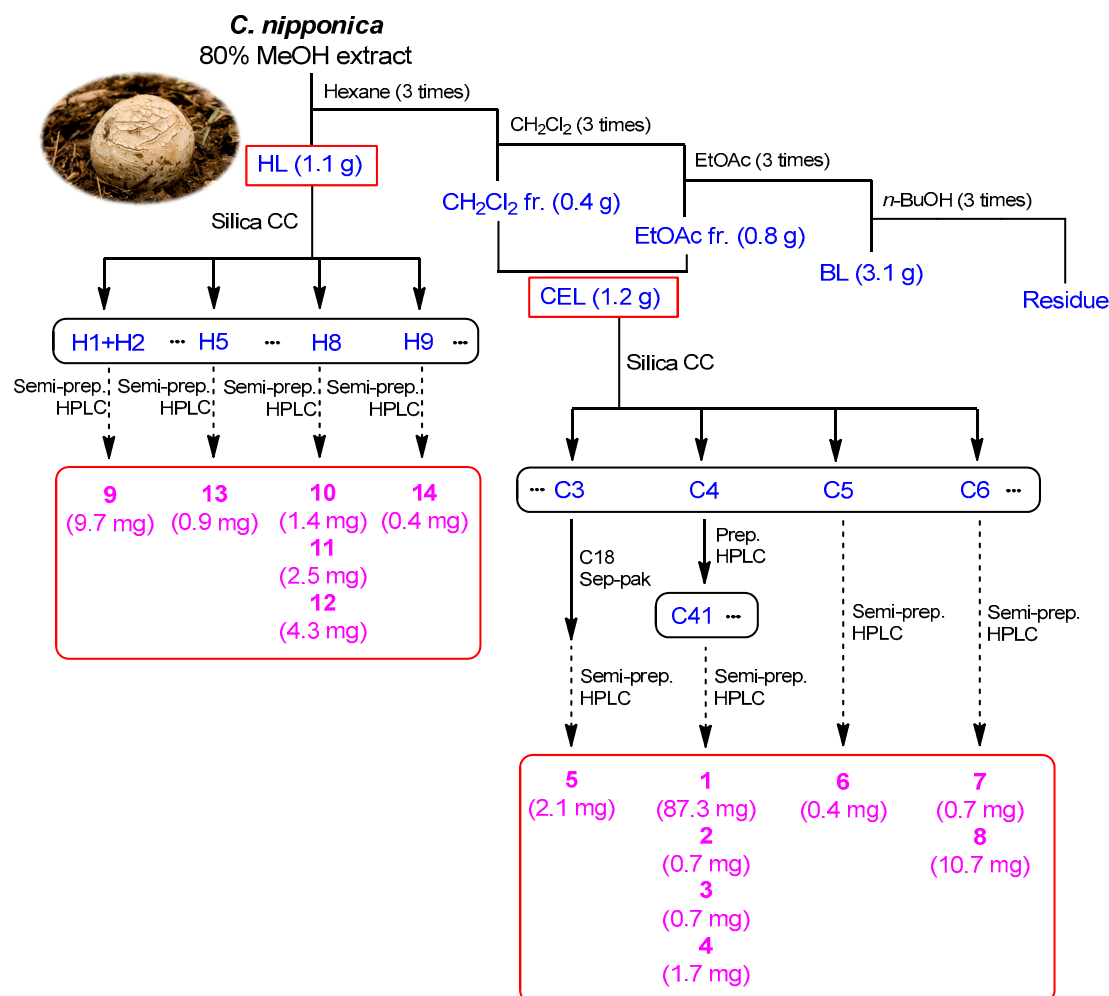 C. nipponica
80% MeOH extract
Hexane (3 times)
CH₂Cl₂ (3 times)
EtOAc (3 times)
n-BuOH (3 times)
HL (1.1 g)
CH₂Cl₂ fr. (0.4 g)
EtOAc fr. (0.8 g)
BL (3.1 g)
Residue
Silica CC
CEL (1.2 g)
H1+H2 ··· H5 ··· H8 H9 ···
Silica CC
Semi-prep.
HPLC
Semi-prep.
HPLC
Semi-prep.
HPLC
Semi-prep.
HPLC
9
(9.7 mg)
13
(0.9 mg)
10
(1.4 mg)
11
(2.5 mg)
12
(4.3 mg)
14
(0.4 mg)
··· C3 C4 C5 C6 ···
C18
Sep-pak
Prep.
HPLC
C41 ···
Semi-prep.
HPLC
Semi-prep.
HPLC
Semi-prep.
HPLC
Semi-prep.
HPLC
5
(2.1 mg)
1
(87.3 mg)
2
(0.7 mg)
3
(0.7 mg)
4
(1.7 mg)
6
(0.4 mg)
7
(0.7 mg)
8
(10.7 mg)